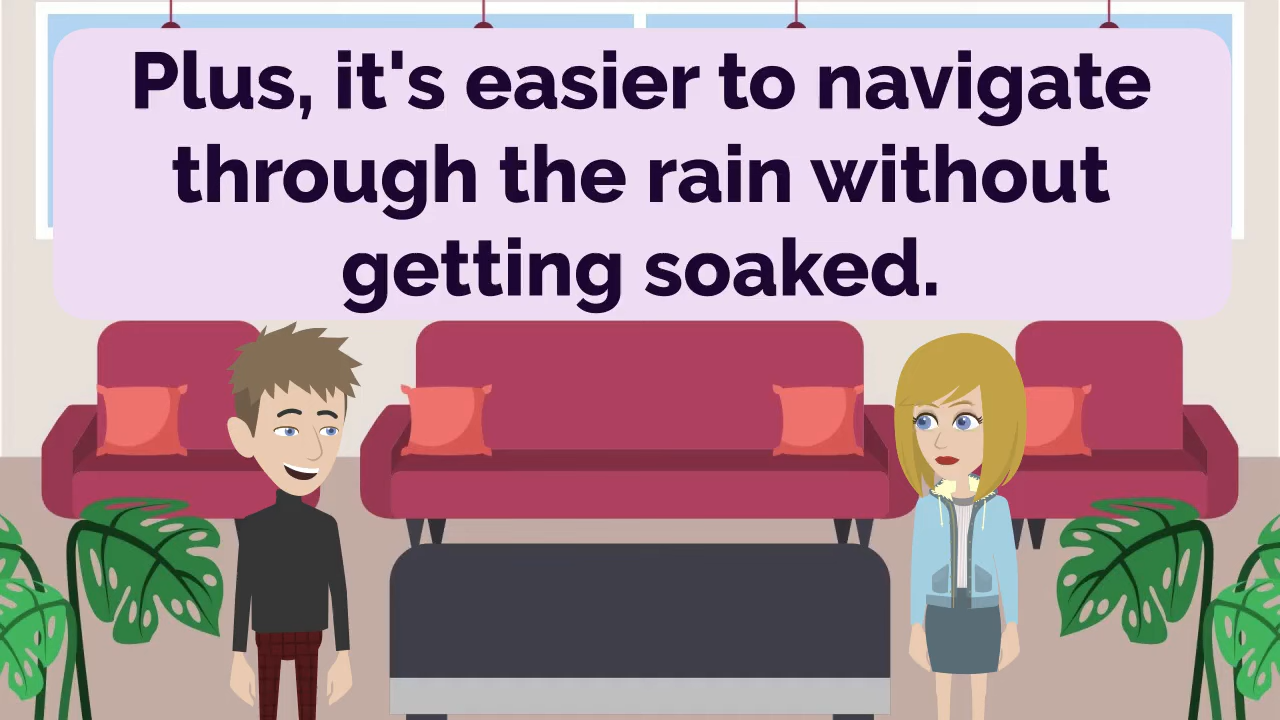 Plus, it's easier to navigate
through the rain without
getting soaked.